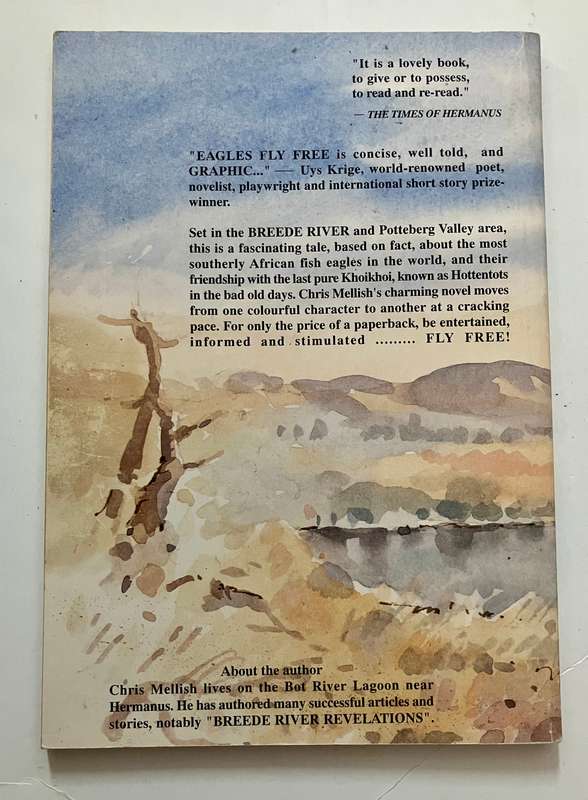 "It is a lovely book,
to give or to possess,
to read and re-read."
— THE TIMES OF HERMANUS
"EAGLES FLY FREE is concise, well told, and
GRAPHIC..." — Uys Krige, world-renowned poet,
novelist, playwright and international short story prize-
winner.
Set in the BREEDE RIVER and Potteberg Valley area,
this is a fascinating tale, based on fact, about the most
southerly African fish eagles in the world, and their
friendship with the last pure Khoikhoi, known as Hottentots
in the bad old days. Chris Mellish's charming novel moves
from one colourful character to another at a cracking
pace. For only the price of a paperback, be entertained,
informed and stimulated ......... FLY FREE!
About the author
Chris Mellish lives on the Bot River Lagoon near
Hermanus. He has authored many successful articles and
stories, notably "BREEDE RIVER REVELATIONS".